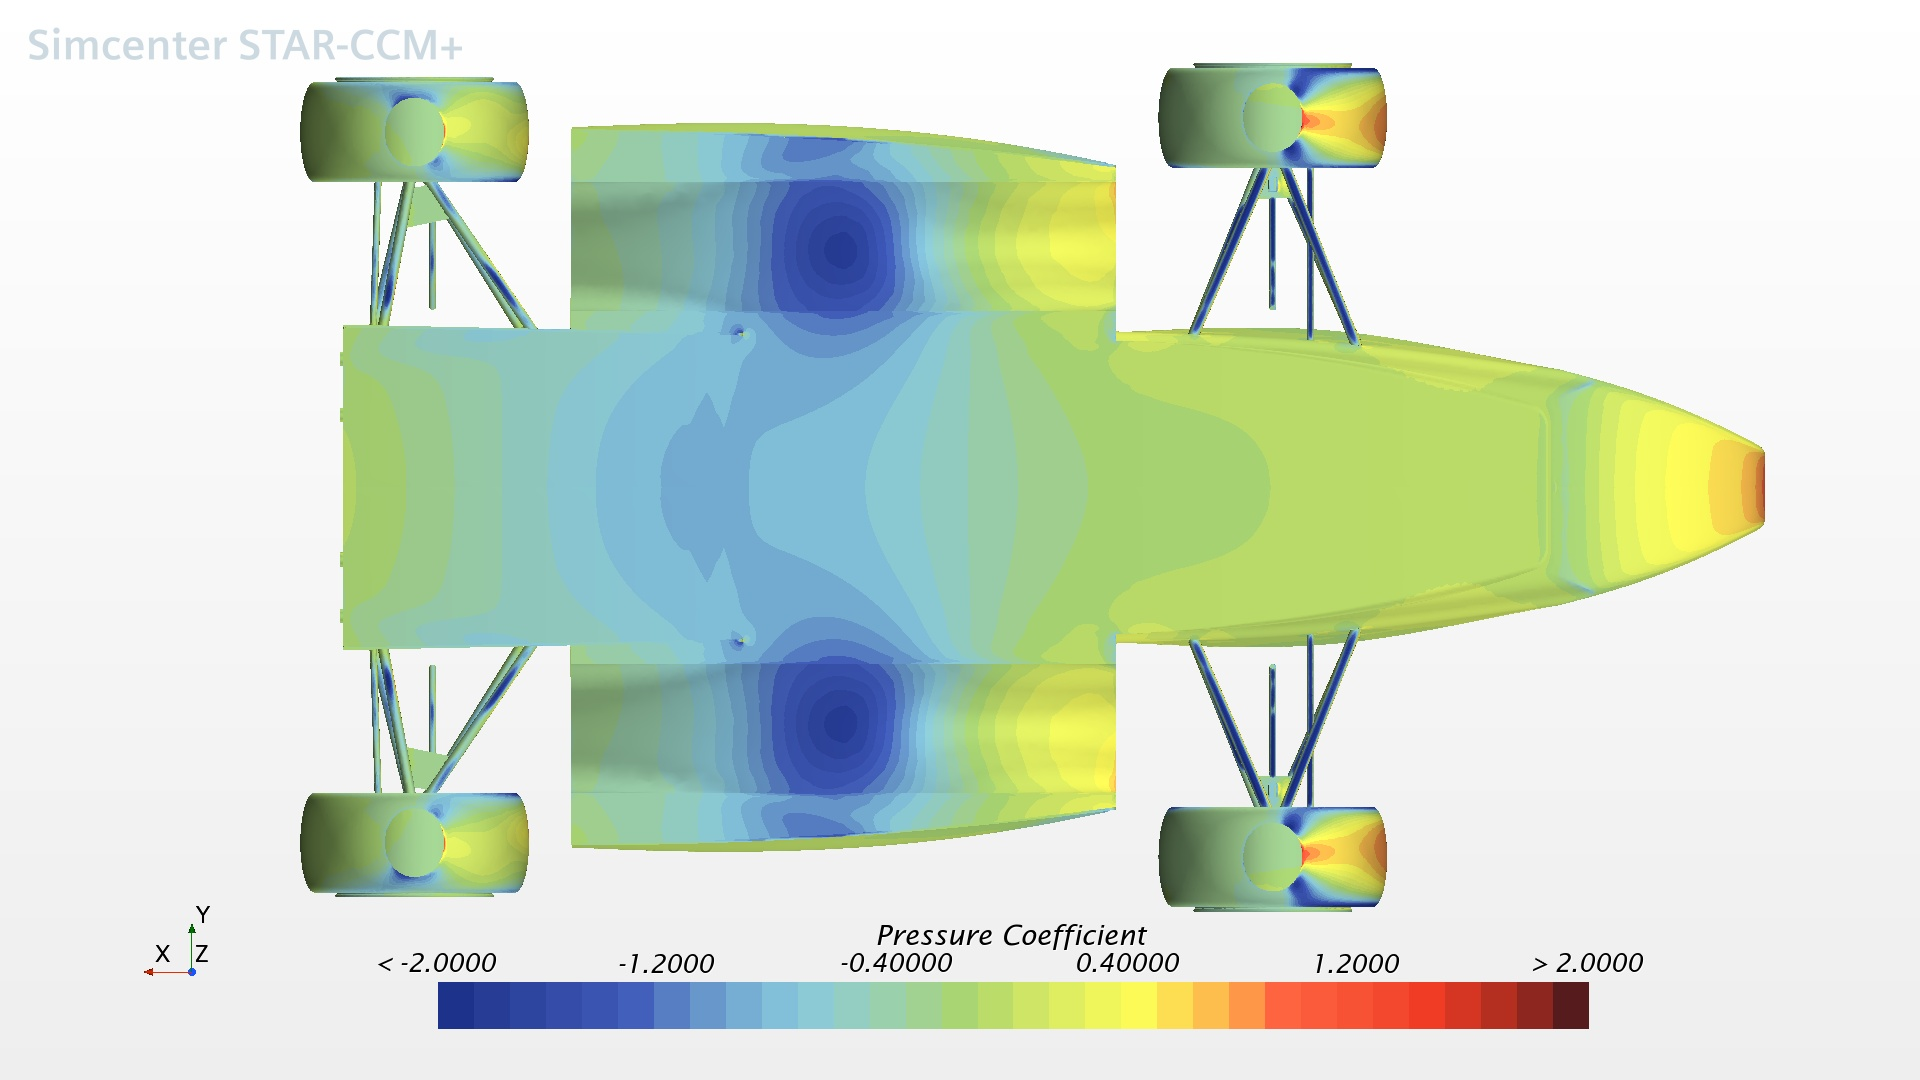 Simcenter STAR-CCM+
Y
X Z
Pressure Coefficient
< -2.0000 -1.2000 -0.40000 0.40000 1.2000 > 2.0000